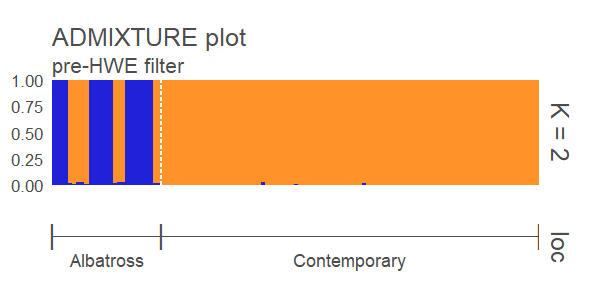 ADMIXTURE plot
pre-HWE filter
1.00
0.75
0.50
0.25
0.00
K = 2
Albatross
Contemporary
loc